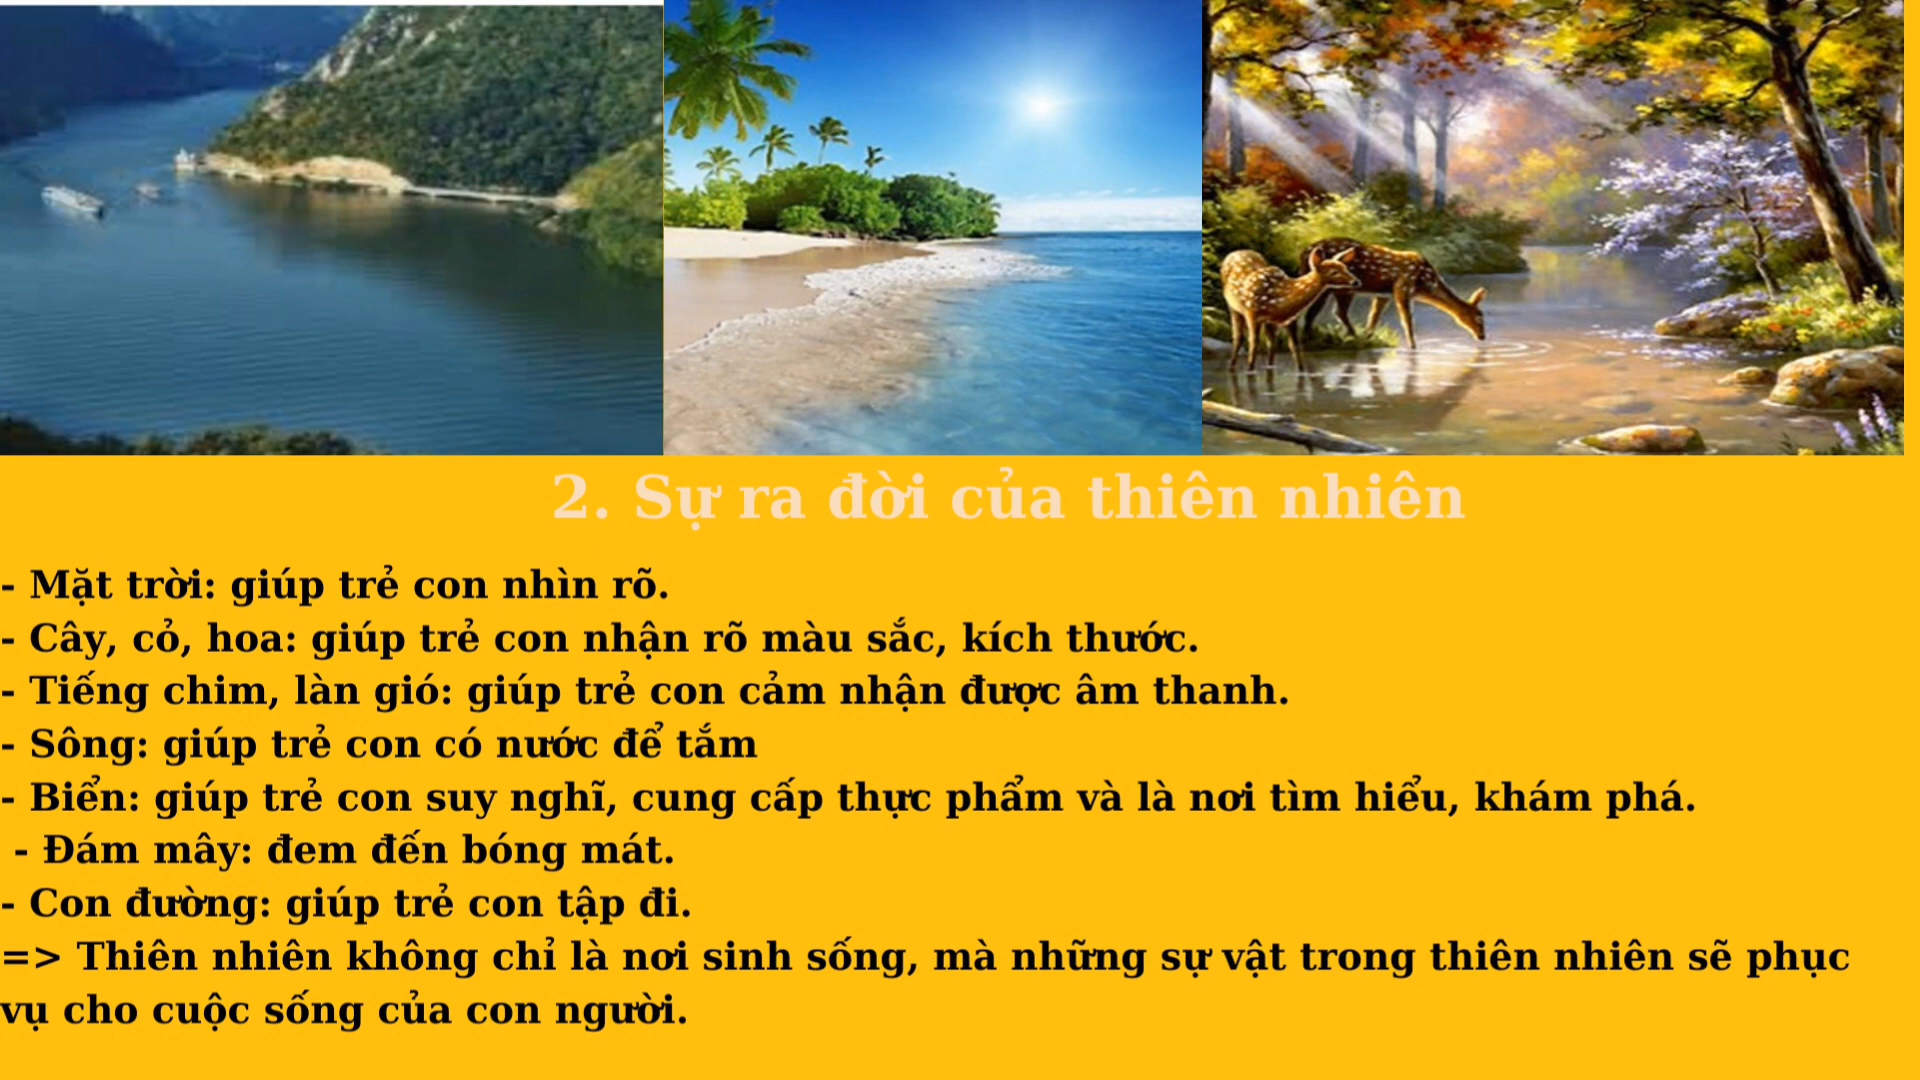 2. Sự ra đời của thiên nhiên
- Mặt trời: giúp trẻ con nhìn rõ.
- Cây, cỏ, hoa: giúp trẻ con nhận rõ màu sắc, kích thước.
- Tiếng chim, làn gió: giúp trẻ con cảm nhận được âm thanh.
- Sông: giúp trẻ con có nước để tắm
- Biển: giúp trẻ con suy nghĩ, cung cấp thực phẩm và là nơi tìm hiểu, khám phá.
- Đám mây: đem đến bóng mát.
- Con đường: giúp trẻ con tập đi.
=> Thiên nhiên không chỉ là nơi sinh sống, mà những sự vật trong thiên nhiên sẽ phục
vụ cho cuộc sống của con người.